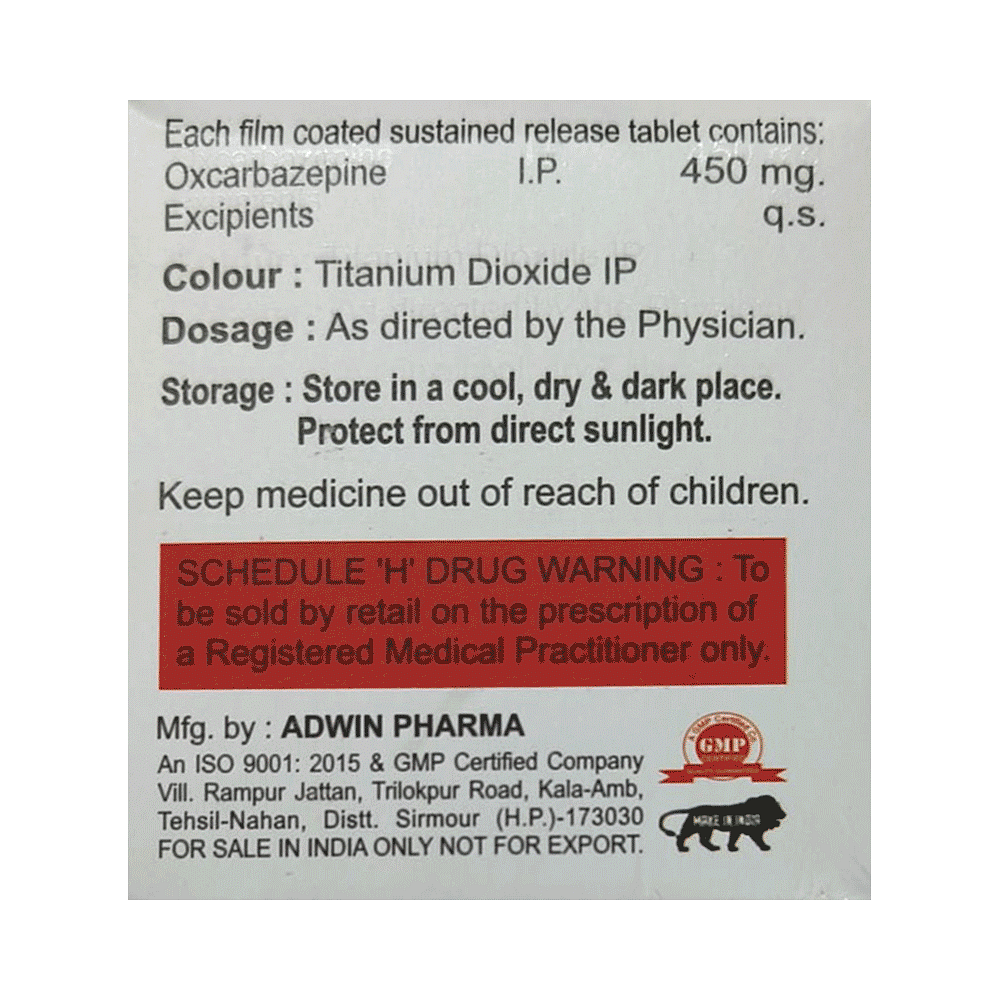 Each film coated sustained release tablet contains:
Oxcarbazepine I.P. 450 mg.
Excipients q.s.
Colour : Titanium Dioxide IP
Dosage : As directed by the Physician.
Storage : Store in a cool, dry & dark place.
Protect from direct sunlight.
Keep medicine out of reach of children.
SCHEDULE 'H' DRUG WARNING : To
be sold by retail on the prescription of
a Registered Medical Practitioner only.
Mfg. by : ADWIN PHARMA
An ISO 9001: 2015 & GMP Certified Company
Vill. Rampur Jattan, Trilokpur Road, Kala-Amb,
Tehsil-Nahan, Distt. Sirmour (H.P.)-173030
FOR SALE IN INDIA ONLY NOT FOR EXPORT.
A GMP Certified Co.
GMP
CERTIFIED
MAKE IN INDIA